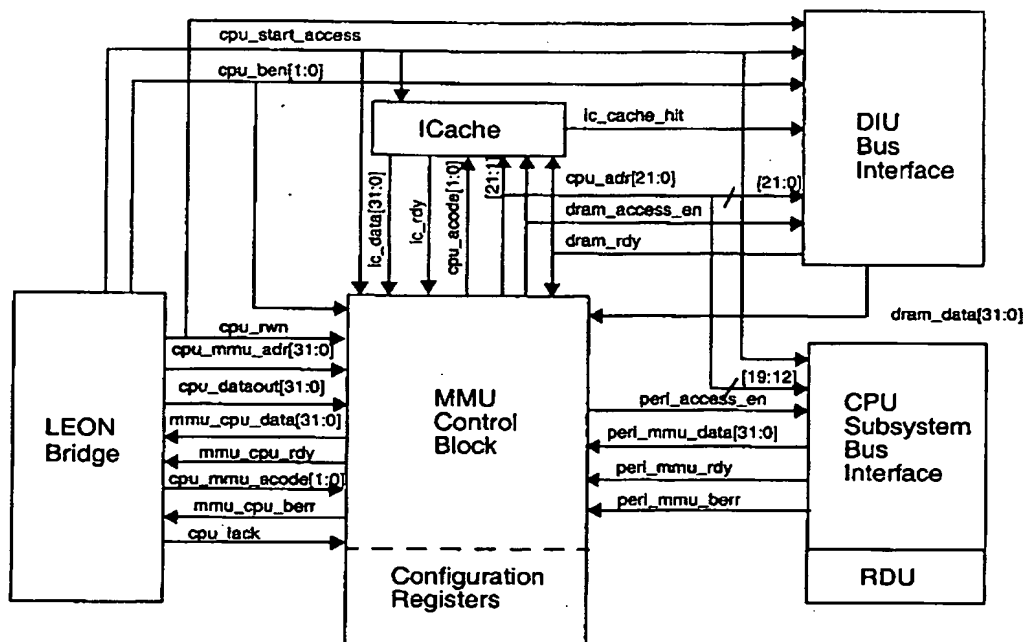 cpu_start_access
cpu_ben[1:0]
ICache
ic_cache_hit
DIU
Bus
Interface
ic_data[31:0]
ic_rdy
cpu_acode[1:0]
[21:1]
cpu_adr[21:0]
[21:0]
dram_access_en
dram_rdy
dram_data[31:0]
LEON
Bridge
cpu_rwn
cpu_mmu_adr[31:0]
cpu_dataout[31:0]
mmu_cpu_data[31:0]
mmu_cpu_rdy
cpu_mmu_acode[1:0]
mmu_cpu_berr
cpu_iack
MMU
Control
Block
Configuration
Registers
[19:12]
peri_access_en
peri_mmu_data[31:0]
peri_mmu_rdy
peri_mmu_berr
CPU
Subsystem
Bus
Interface
RDU